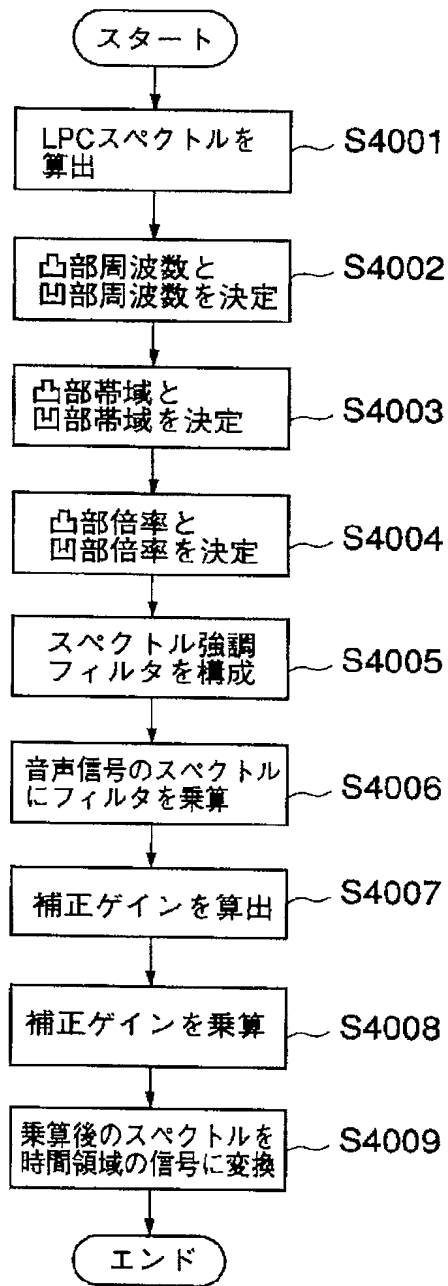 スタート
LPCスペクトルを
算出
S4001
凸部周波数と
凹部周波数を決定
S4002
凸部帯域と
凹部帯域を決定
S4003
凸部倍率と
凹部倍率を決定
S4004
スペクトル強調
フィルタを構成
S4005
音声信号のスペクトル
にフィルタを乗算
S4006
補正ゲインを算出
S4007
補正ゲインを乗算
S4008
乗算後のスペクトルを
時間領域の信号に変換
S4009
エンド